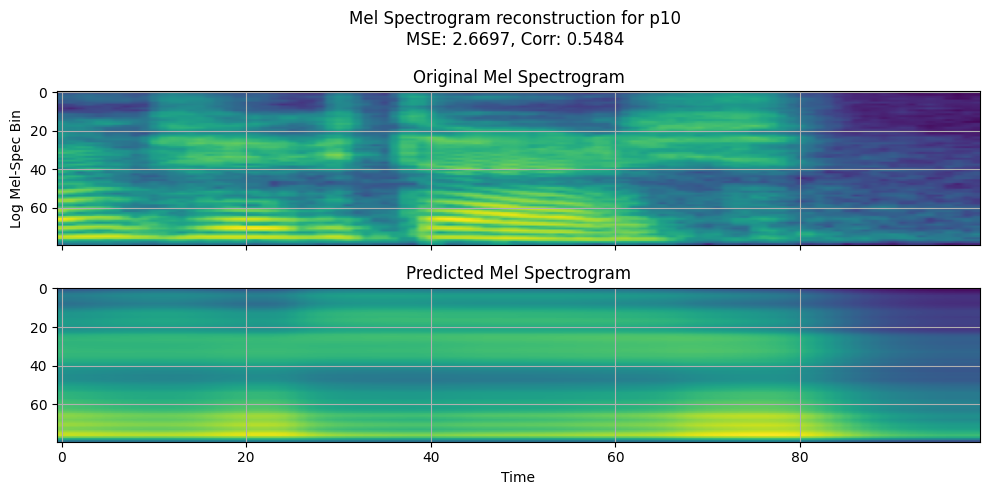 Mel Spectrogram reconstruction for p10
MSE: 2.6697, Corr: 0.5484
Original Mel Spectrogram
0
20
40
60
Log Mel-Spec Bin
Predicted Mel Spectrogram
0
20
40
60
0 20 40 60 80
Time